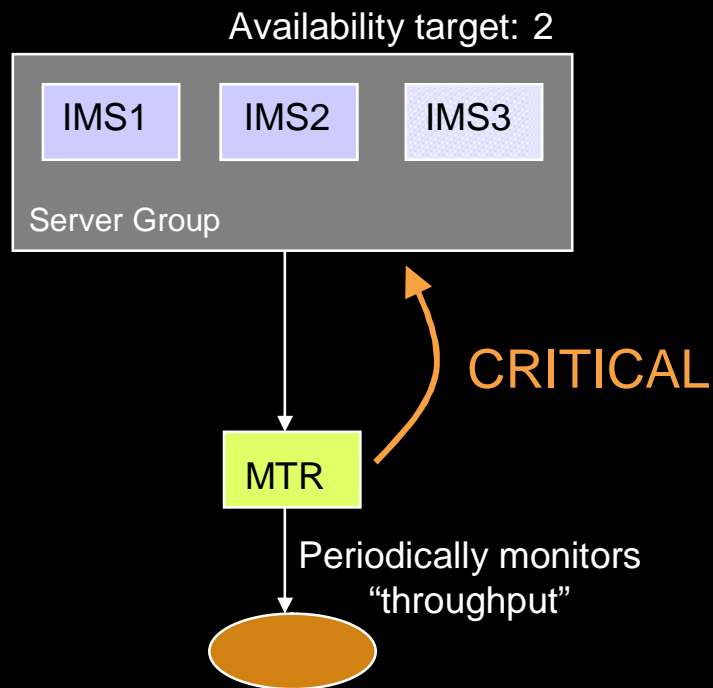 Availability target: 2
IMS1 IMS2 IMS3
Server Group
CRITICAL
MTR
Periodically monitors
“throughput”